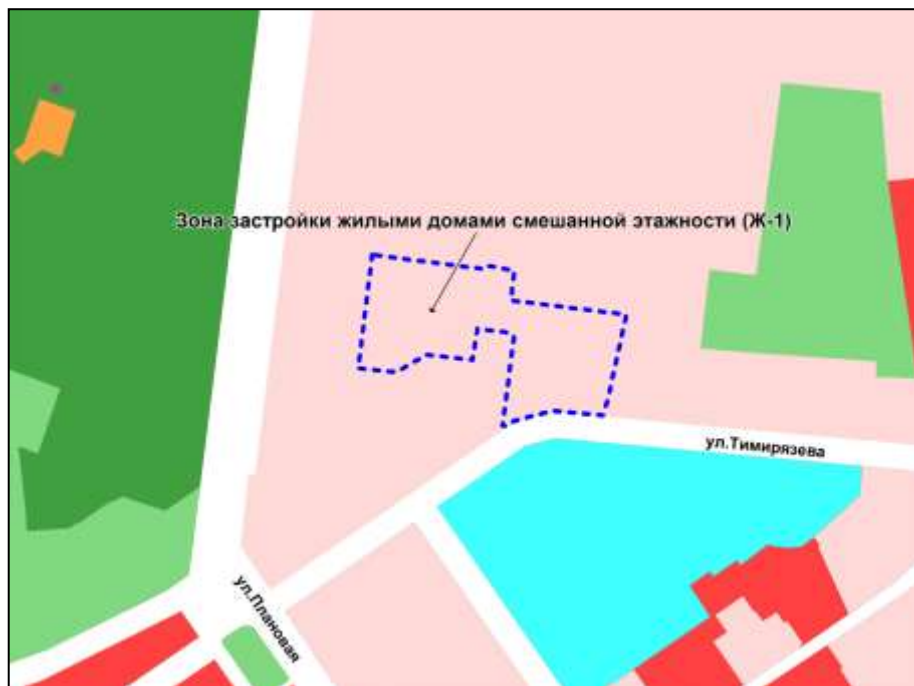 Зона застройки жилыми домами смешанной этажности (Ж-1)
ул.Тимирязева
ул.Плановая